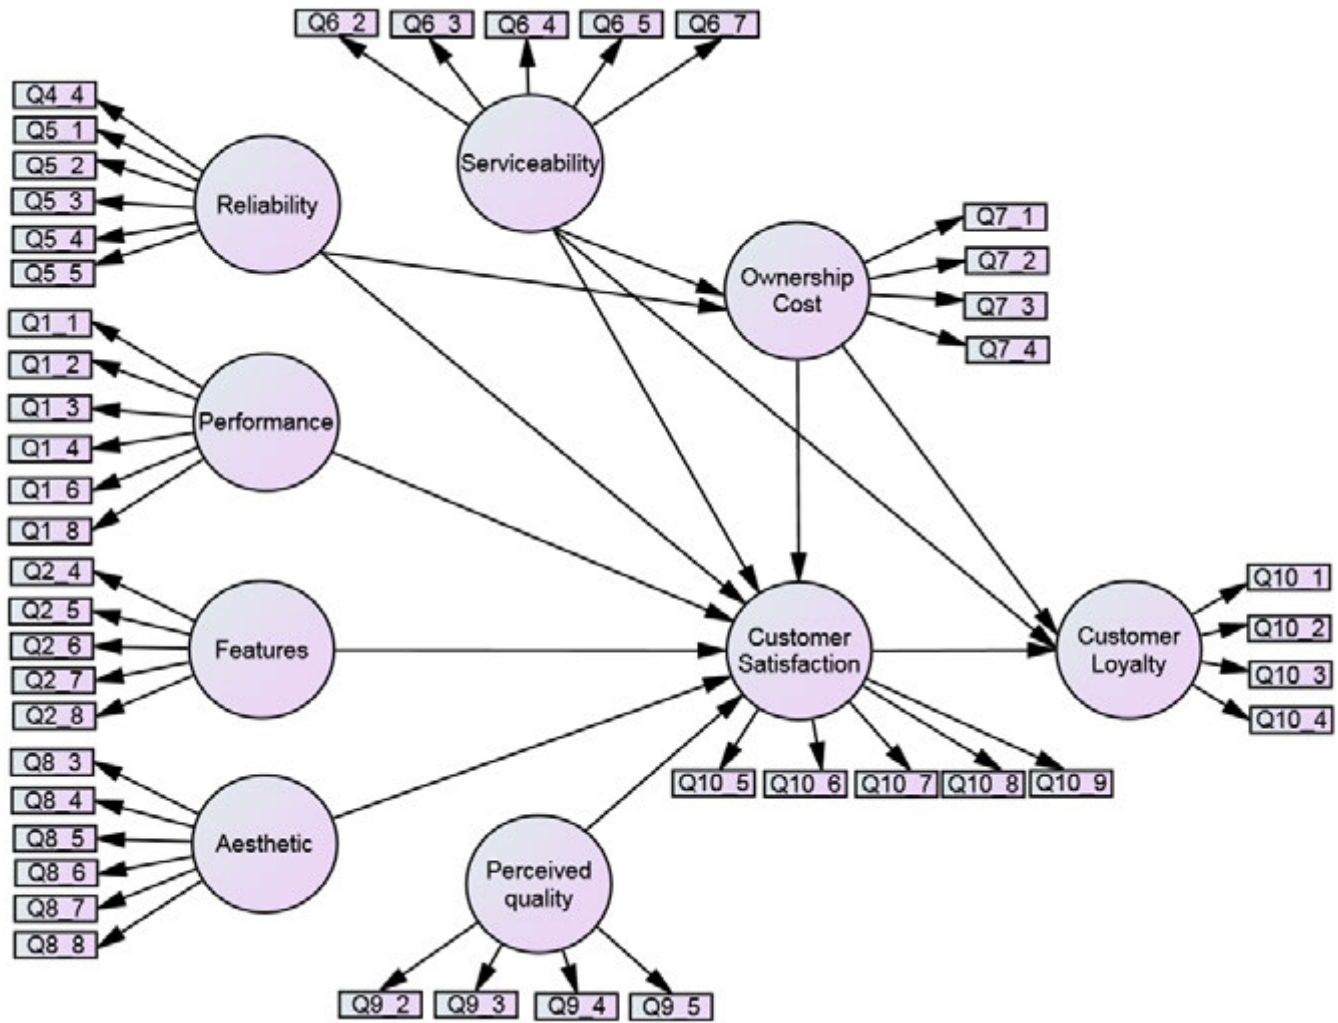 Q6_2
Q6_3
Q6_4
Q6_5
Q6_7
Serviceability
Q4_4
Q5_1
Q5_2
Q5_3
Q5_4
Q5_5
Reliability
Ownership
Cost
Q7_1
Q7_2
Q7_3
Q7_4
Q1_1
Q1_2
Q1_3
Q1_4
Q1_6
Q1_8
Performance
Q2_4
Q2_5
Q2_6
Q2_7
Q2_8
Features
Customer
Satisfaction
Customer
Loyalty
Q10_1
Q10_2
Q10_3
Q10_4
Q10_5
Q10_6
Q10_7
Q10_8
Q10_9
Q8_3
Q8_4
Q8_5
Q8_6
Q8_7
Q8_8
Aesthetic
Perceived
quality
Q9_2
Q9_3
Q9_4
Q9_5